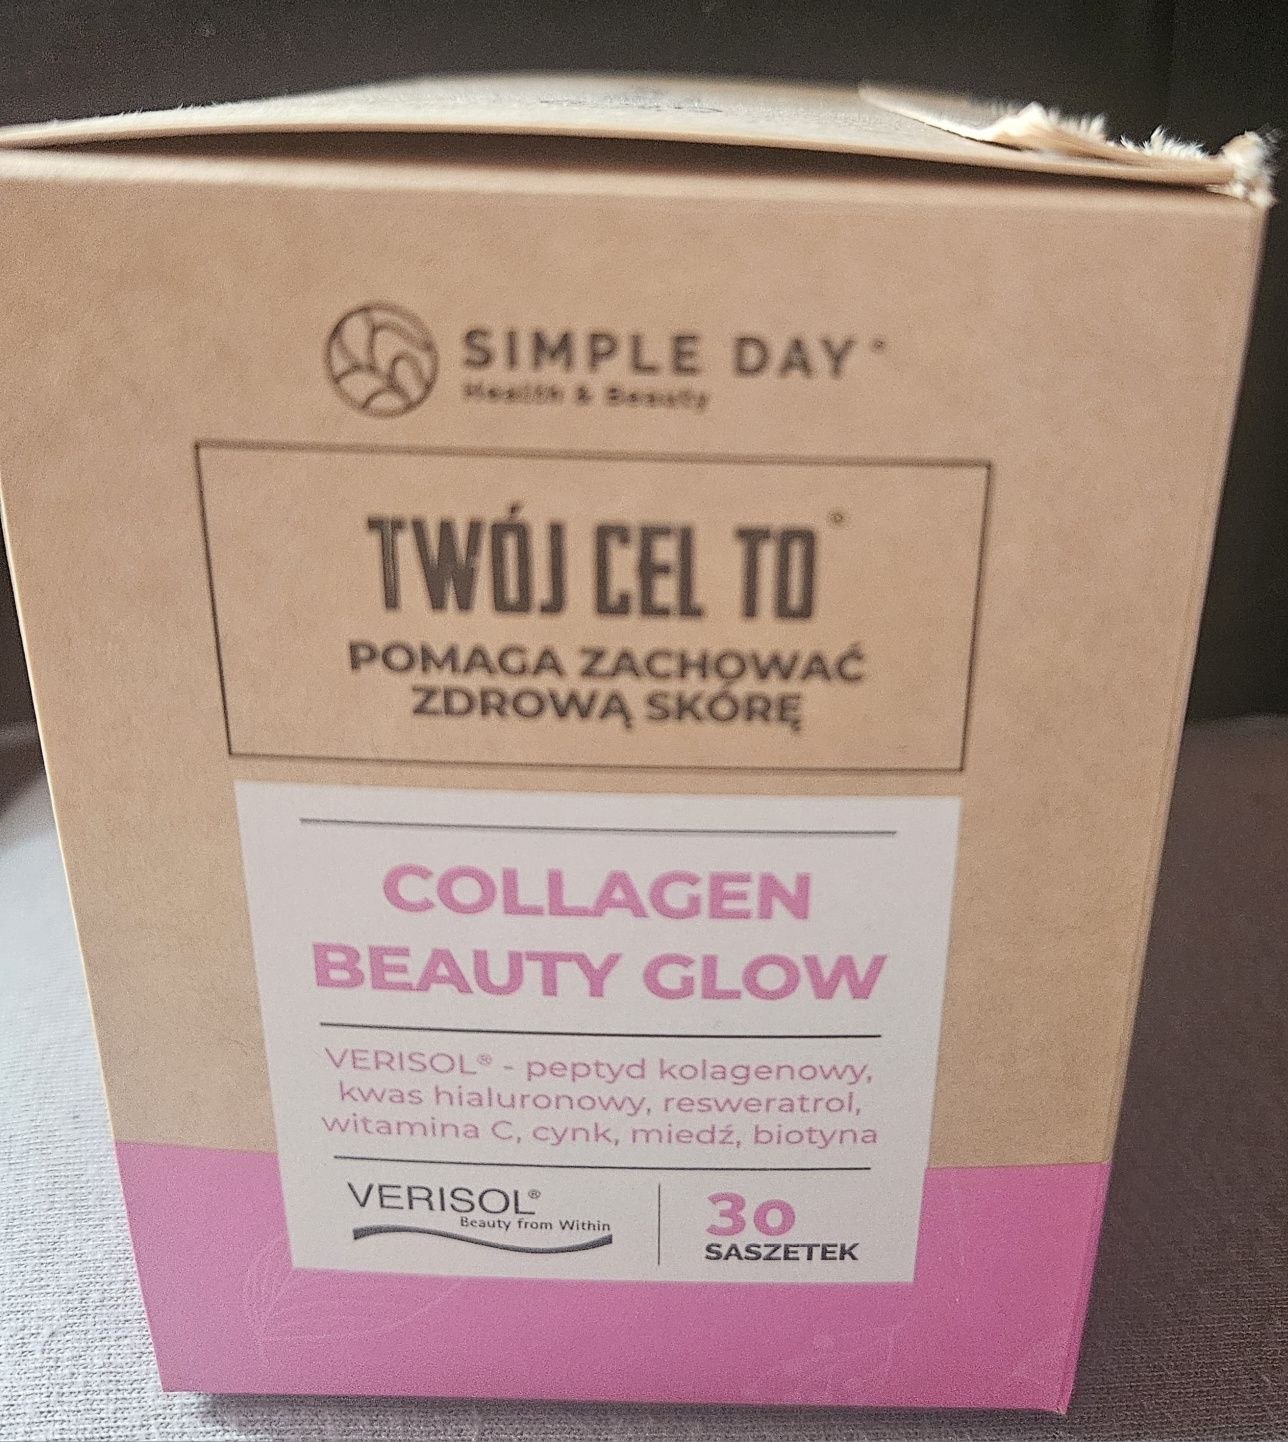 SIMPLE DAY®
Health & Beauty
TWÓJ CEL TO®
POMAGA ZACHOWAĆ
ZDROWĄ SKÓRĘ
COLLAGEN
BEAUTY GLOW
VERISOL® - peptyd kolagenowy,
kwas hialuronowy, resweratrol,
witamina C, cynk, miedź, biotyna
VERISOL®
Beauty from Within
30
SASZETEK